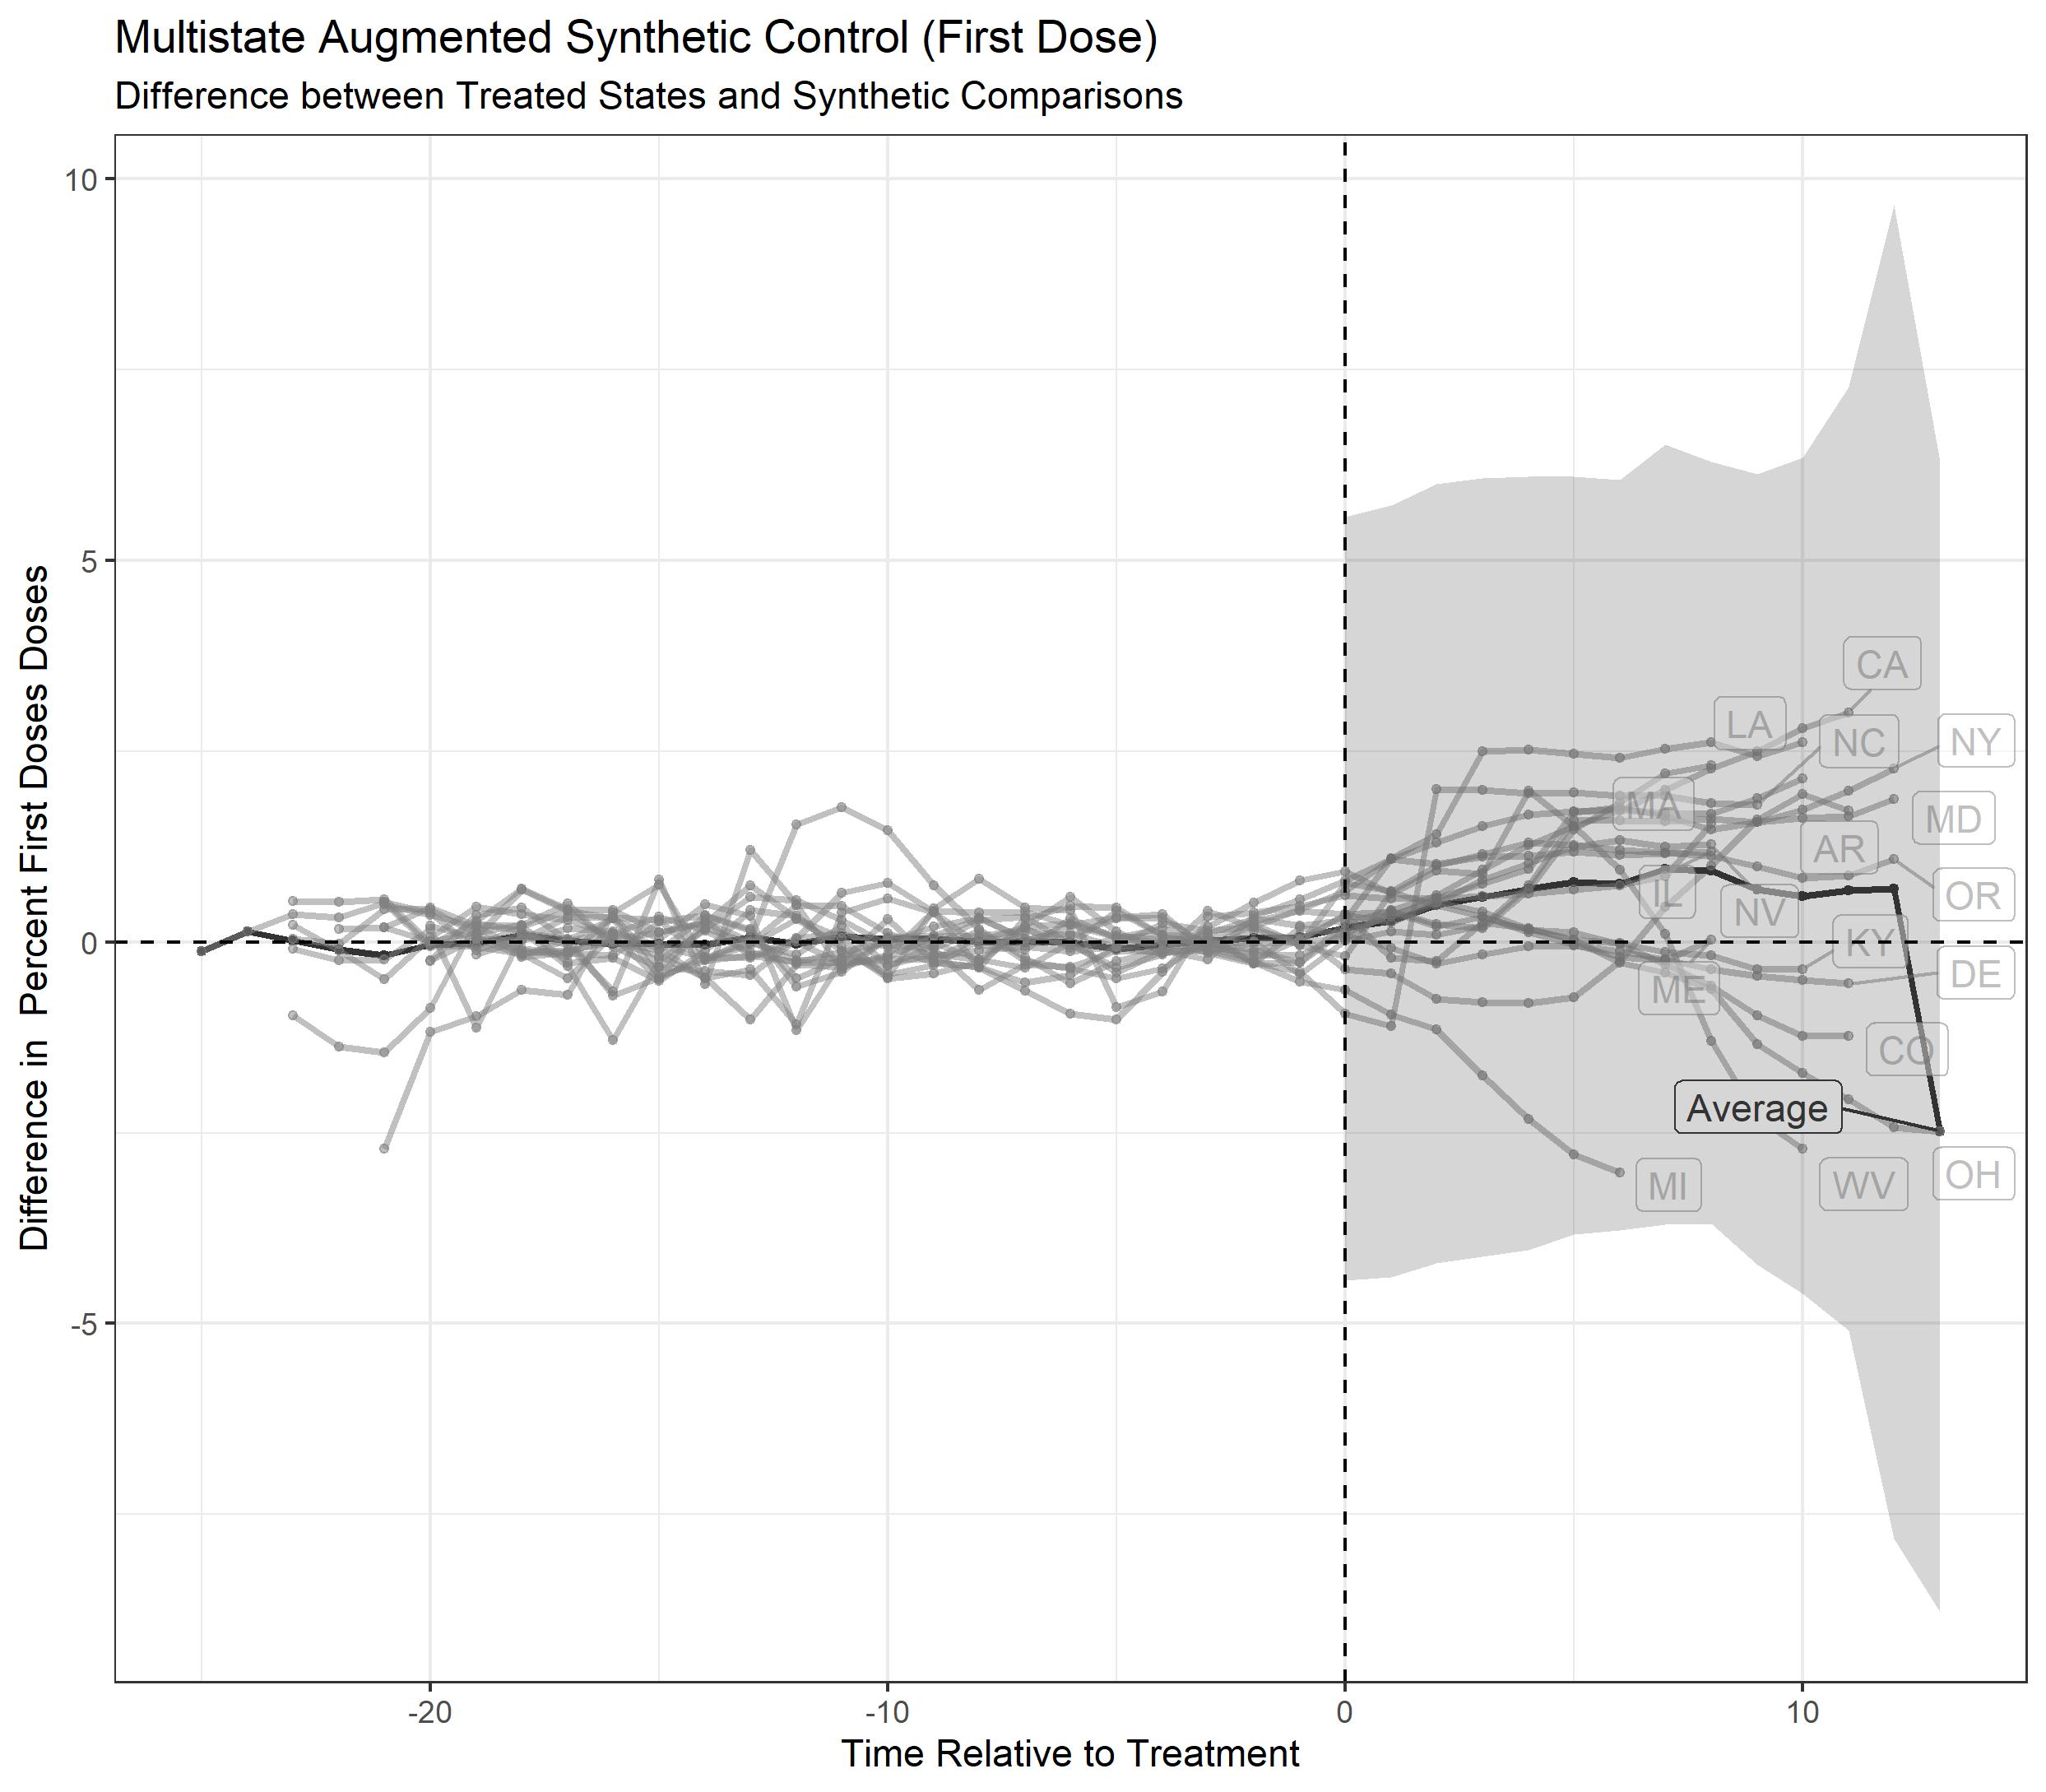 Multistate Augmented Synthetic Control (First Dose)
Difference between Treated States and Synthetic Comparisons
Difference in  Percent First Doses Doses
10
5
0
-5
CA
LA
NC
NY
MA
MD
AR
IL
NV
OR
KY
DE
ME
CO
Average
MI
WV
OH
-20
-10
0
10
Time Relative to Treatment